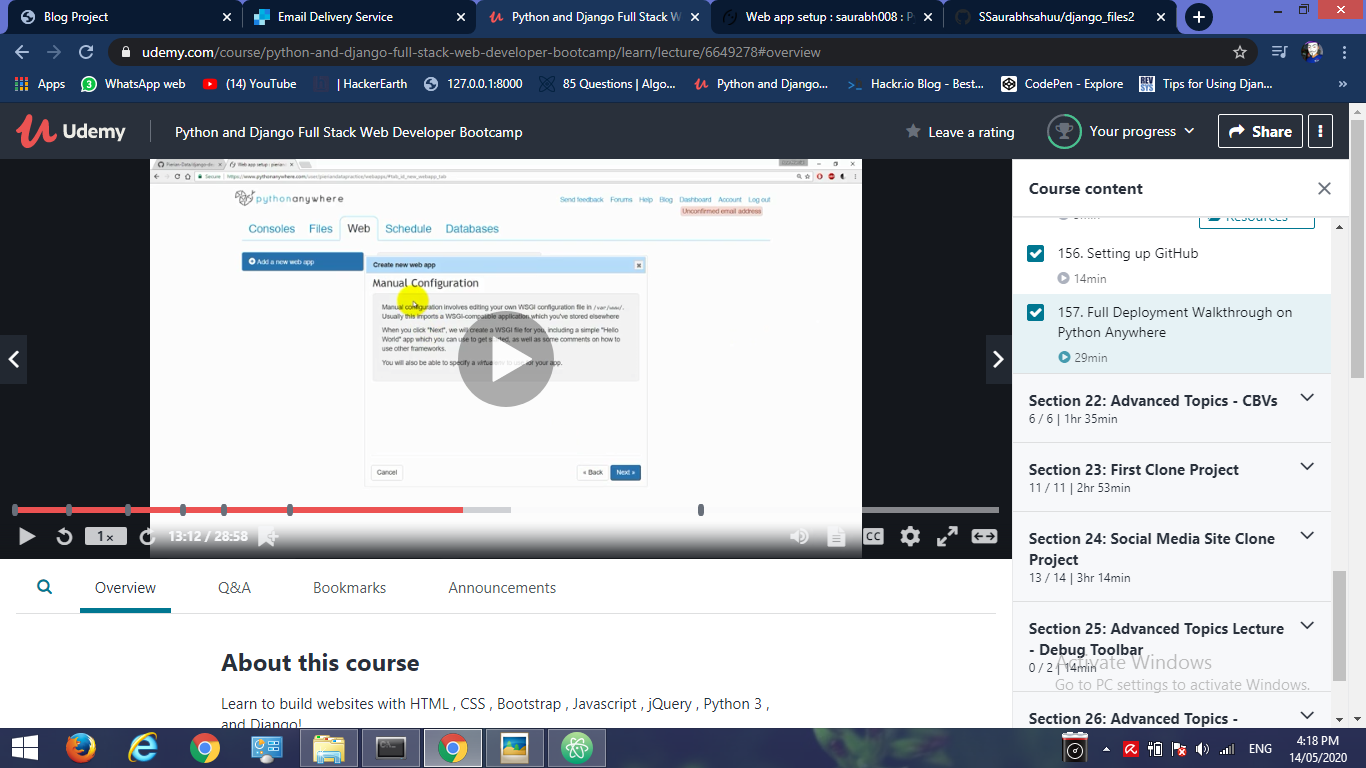 Blog Project
Email Delivery Service
Python and Django Full Stack W
Web app setup : saurabh008 : P
SSaurabhsahuu/django_files2
udemy.com/course/python-and-django-full-stack-web-developer-bootcamp/learn/lecture/6649278#overview
Apps
3
WhatsApp web
(14) YouTube
| HackerEarth
127.0.0.1:8000
85 Questions | Algo...
Python and Django...
Hackr.io Blog - Best...
CodePen - Explore
Tips for Using Djan...
»
Udemy
Python and Django Full Stack Web Developer Bootcamp
Leave a rating
Your progress
Share
Web app setup : pierian
Secure
pythonanywhere
Send feedback Forums Help Blog Dashboard Account Log out
Unconfirmed email address
Consoles Files Web Schedule Databases
Add a new web app
Create new web app
Manual Configuration
Manual configuration involves editing your own WSGI configuration file in /var/www/.
Usually this imports a WSGI-compatible application which you've stored elsewhere
When you click "Next", we will create a WSGI file for you, including a simple "Hello
World" app which you can use to get started, as well as some comments on how to
use other frameworks.
You will also be able to specify a virtualenv to use for your app.
Cancel
« Back
Next »
1×
13:12 / 28:58
CC
Course content
Resources
156. Setting up GitHub
14min
157. Full Deployment Walkthrough on
Python Anywhere
29min
Section 22: Advanced Topics - CBVs
6 / 6 | 1hr 35min
Section 23: First Clone Project
11 / 11 | 2hr 53min
Section 24: Social Media Site Clone
Project
13 / 14 | 3hr 14min
Section 25: Advanced Topics Lecture
- Debug Toolbar
0 / 2 | 14min
Section 26: Advanced Topics -
Activate Windows
Go to PC settings to activate Windows.
Overview
Q&A
Bookmarks
Announcements
About this course
Learn to build websites with HTML , CSS , Bootstrap , Javascript , jQuery , Python 3 ,
and Django!
ENG
4:18 PM
14/05/2020